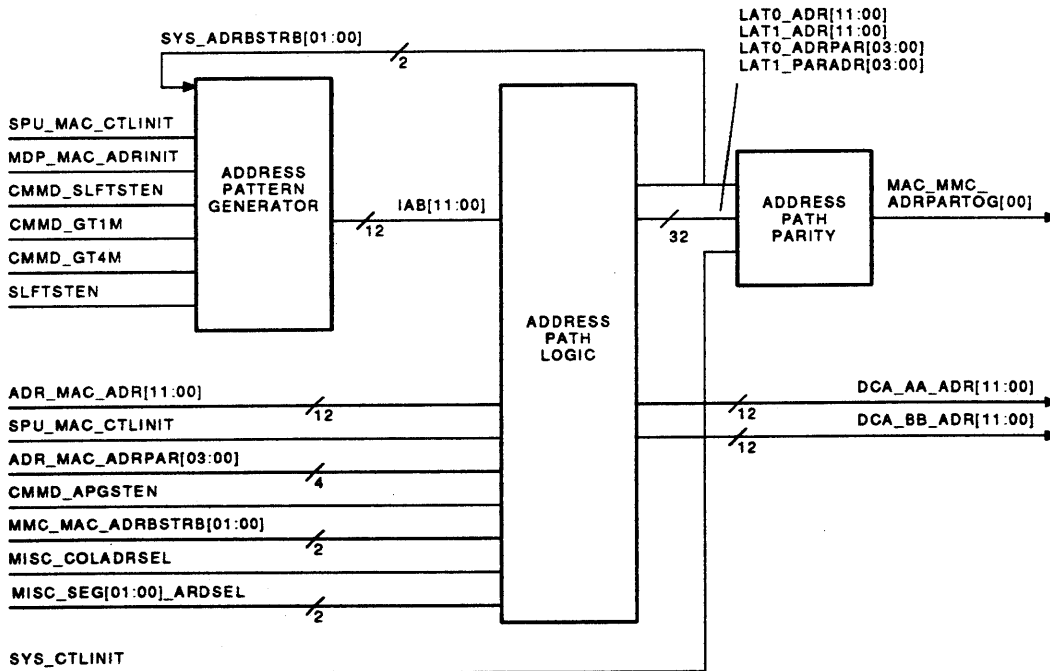 LAT0_ADR[11:00]
LAT1_ADR[11:00]
LAT0_ADRPAR[03:00]
LAT1_PARADR[03:00]
SYS_ADRBSTRB[01:00]
2
SPU_MAC_CTLINIT
MDP_MAC_ADRINIT
CMMD_SLFTSTEN
CMMD_GT1M
CMMD_GT4M
SLFTSTEN
ADDRESS
PATTERN
GENERATOR
IAB[11:00]
12
ADDRESS
PATH
LOGIC
32
ADDRESS
PATH
PARITY
MAC_MMC_
ADRPARTOG[00]
ADR_MAC_ADR[11:00]
12
SPU_MAC_CTLINIT
ADR_MAC_ADRPAR[03:00]
4
CMMD_APGSTEN
MMC_MAC_ADRBSTRB[01:00]
2
MISC_COLADRSEL
MISC_SEG[01:00]_ARDSEL
2
SYS_CTLINIT
DCA_AA_ADR[11:00]
12
DCA_BB_ADR[11:00]
12